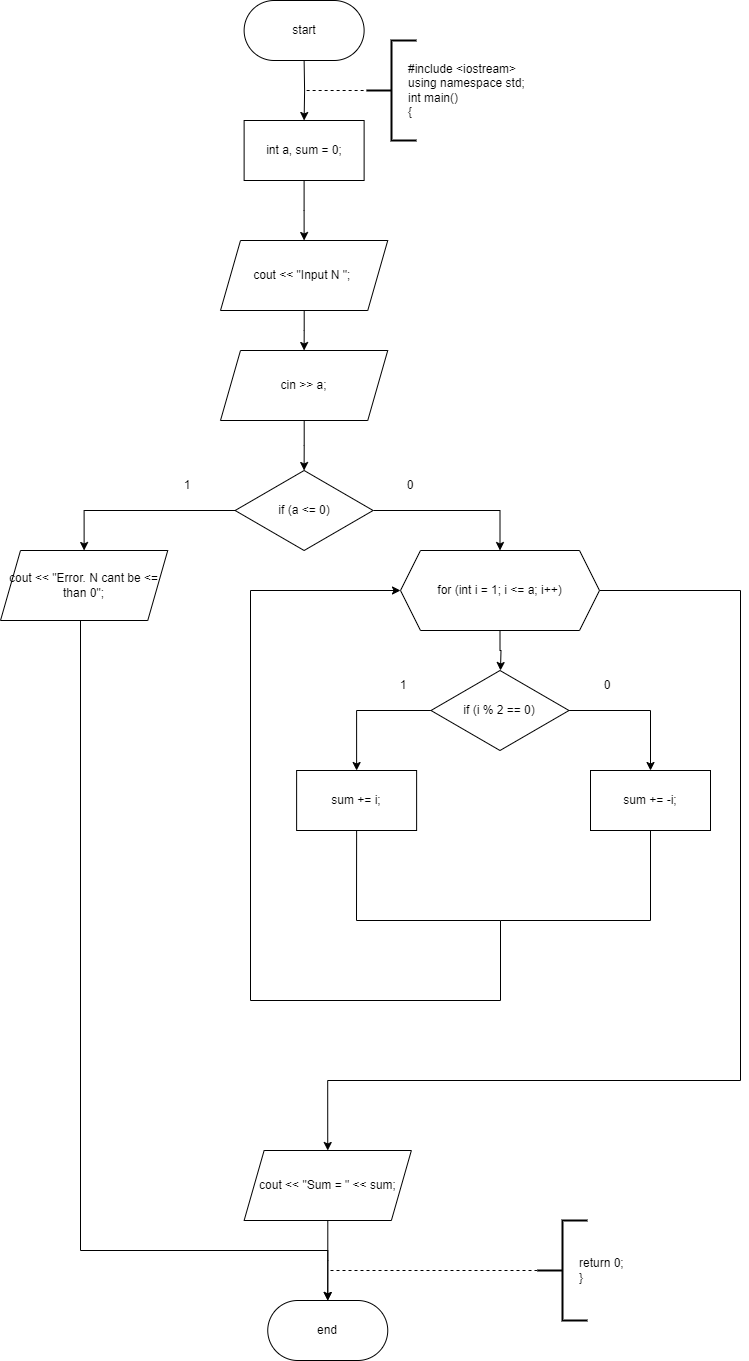 start
#include <iostream>
using namespace std;
int main()
{
int a, sum = 0;
cout << "Input N ";
cin >> a;
1
0
if (a <= 0)
cout << "Error. N cant be <=
than 0";
for (int i = 1; i <= a; i++)
1
0
if (i % 2 == 0)
sum += i;
sum += -i;
cout << "Sum = " << sum;
return 0;
}
end